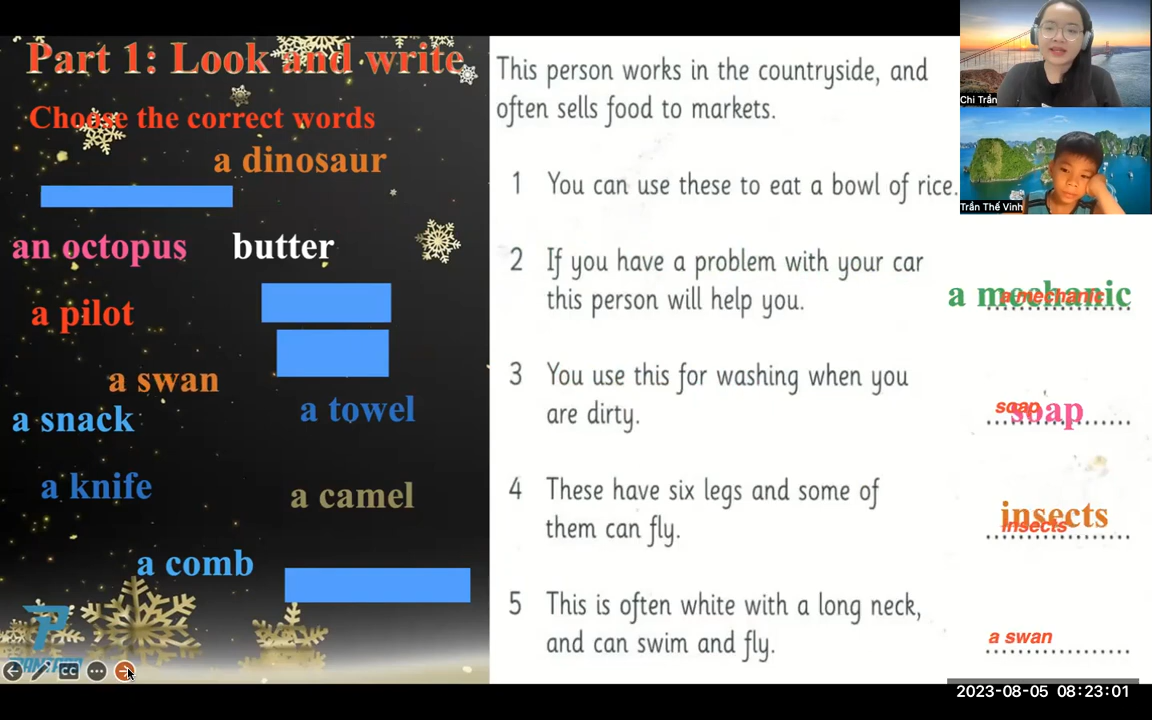 Part 1: Look and write
Choose the correct words
a dinosaur
an octopus
butter
a pilot
a swan
a snack
a towel
a knife
a camel
a comb
CC
This person works in the countryside, and
often sells food to markets.
1 You can use these to eat a bowl of rice.
2 If you have a problem with your car
this person will help you.
a mechanic
a mechanic
3 You use this for washing when you
are dirty.
soap
soap
4 These have six legs and some of
them can fly.
insects
insects
5 This is often white with a long neck,
and can swim and fly.
a swan
Chi Trần
Trần Thế Vinh
2023-08-05 08:23:01